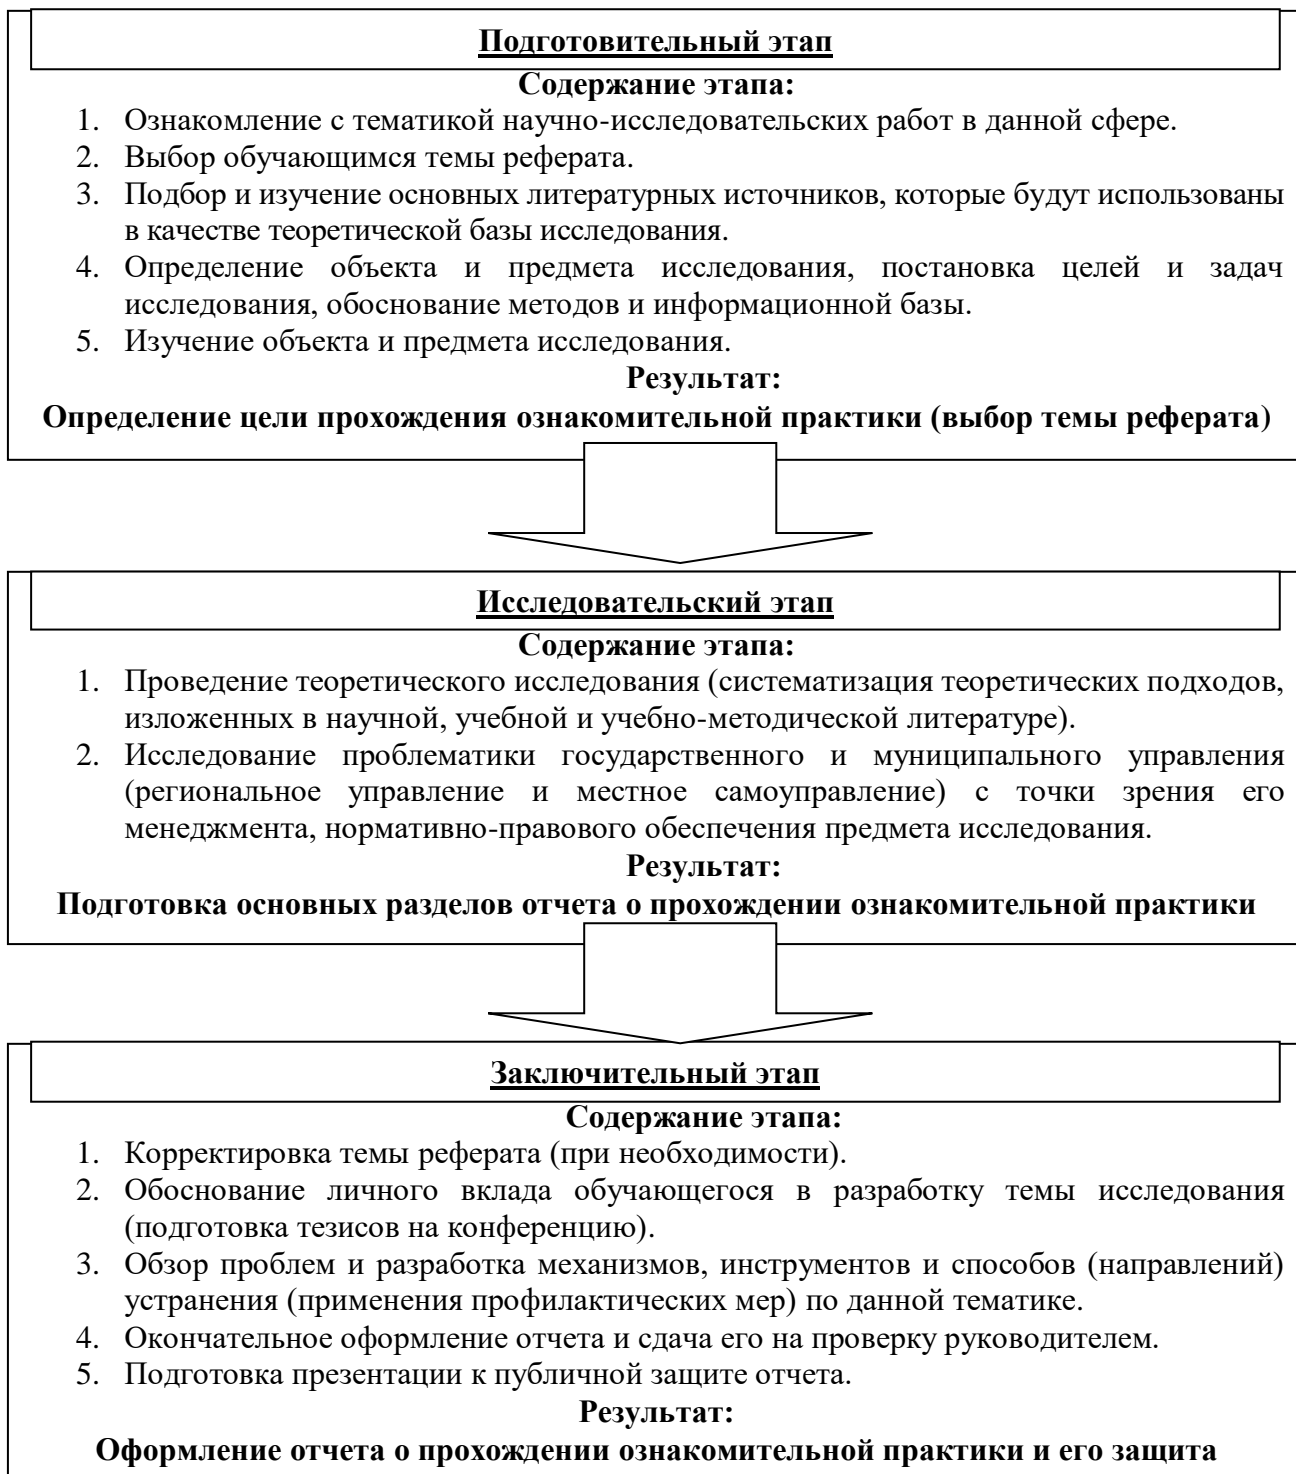 Подготовительный этап
Содержание этапа:
1. Ознакомление с тематикой научно-исследовательских работ в данной сфере.
2. Выбор обучающимся темы реферата.
3. Подбор и изучение основных литературных источников, которые будут использованы
в качестве теоретической базы исследования.
4. Определение объекта и предмета исследования, постановка целей и задач
исследования, обоснование методов и информационной базы.
5. Изучение объекта и предмета исследования.
Результат:
Определение цели прохождения ознакомительной практики (выбор темы реферата)
Исследовательский этап
Содержание этапа:
1. Проведение теоретического исследования (систематизация теоретических подходов,
изложенных в научной, учебной и учебно-методической литературе).
2. Исследование проблематики государственного и муниципального управления
(региональное управление и местное самоуправление) с точки зрения его
менеджмента, нормативно-правового обеспечения предмета исследования.
Результат:
Подготовка основных разделов отчета о прохождении ознакомительной практики
Заключительный этап
Содержание этапа:
1. Корректировка темы реферата (при необходимости).
2. Обоснование личного вклада обучающегося в разработку темы исследования
(подготовка тезисов на конференцию).
3. Обзор проблем и разработка механизмов, инструментов и способов (направлений)
устранения (применения профилактических мер) по данной тематике.
4. Окончательное оформление отчета и сдача его на проверку руководителем.
5. Подготовка презентации к публичной защите отчета.
Результат:
Оформление отчета о прохождении ознакомительной практики и его защита